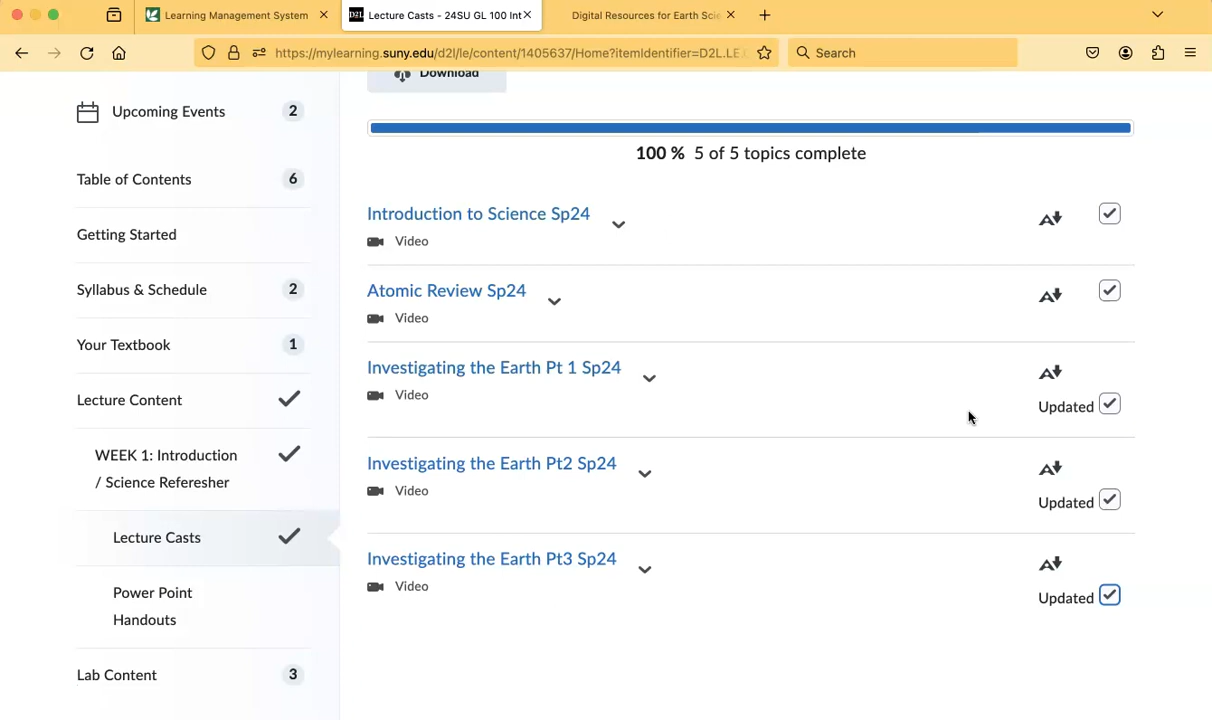 Learning Management System
D2L Lecture Casts - 24SU GL 100 Int
Digital Resources for Earth Scie
https://mylearning.suny.edu/d2l/le/content/1405637/Home?itemIdentifier=D2L.LE.
Search
Upcoming Events 2
Table of Contents 6
Getting Started
Syllabus & Schedule 2
Your Textbook 1
Lecture Content
WEEK 1: Introduction
/ Science Referesher
Lecture Casts
Power Point
Handouts
Lab Content 3
Download
100 % 5 of 5 topics complete
Introduction to Science Sp24
Video
Atomic Review Sp24
Video
Investigating the Earth Pt 1 Sp24
Video
Updated
Investigating the Earth Pt2 Sp24
Video
Updated
Investigating the Earth Pt3 Sp24
Video
Updated